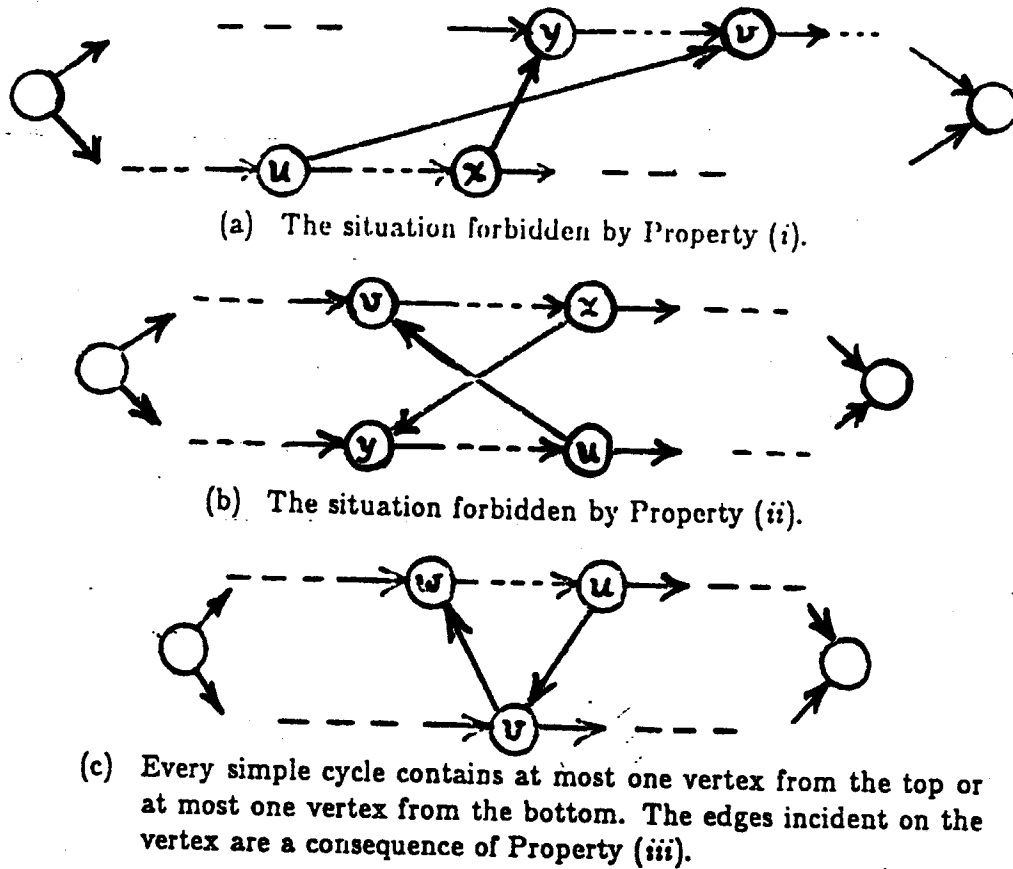 y v
u x
(a) The situation forbidden by Property (i).
v x
y u
(b) The situation forbidden by Property (ii).
w u
v
(c) Every simple cycle contains at most one vertex from the top or
at most one vertex from the bottom. The edges incident on the
vertex are a consequence of Property (iii).